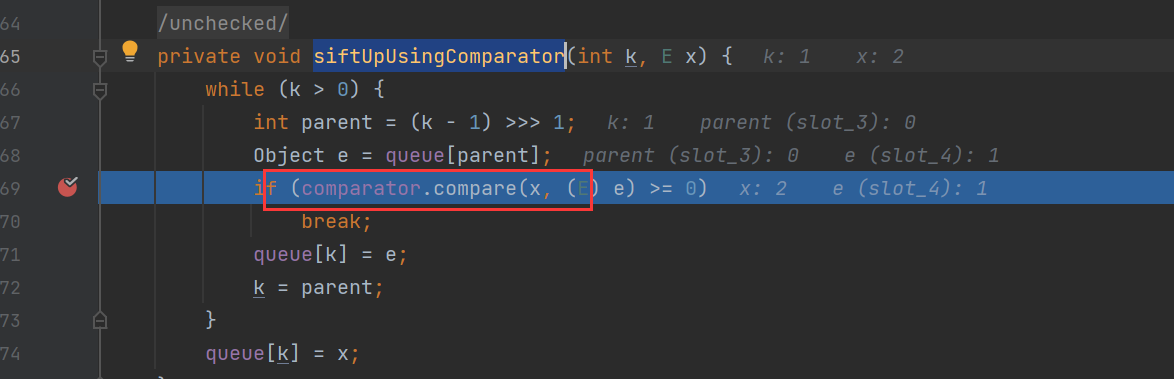 64 /unchecked/
65 private void siftUpUsingComparator(int k, E x) { k: 1 x: 2
66 while (k > 0) {
67 int parent = (k - 1) >>> 1; k: 1 parent (slot_3): 0
68 Object e = queue[parent]; parent (slot_3): 0 e (slot_4): 1
69 if (comparator.compare(x, (E) e) >= 0) x: 2 e (slot_4): 1
70 break;
71 queue[k] = e;
72 k = parent;
73 }
74 queue[k] = x;
}